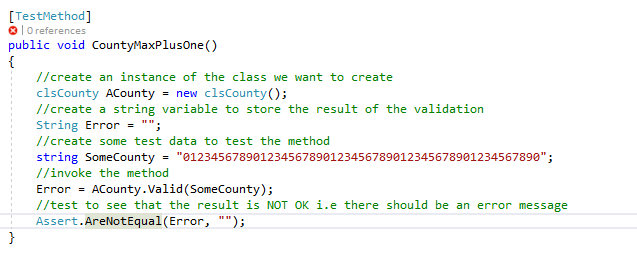 [TestMethod]
| 0 references
public void CountyMaxPlusOne()
{
//create an instance of the class we want to create
clsCounty ACounty = new clsCounty();
//create a string variable to store the result of the validation
String Error = "";
//create some test data to test the method
string SomeCounty = "012345678901234567890123456789012345678901234567890";
//invoke the method
Error = ACounty.Valid(SomeCounty);
//test to see that the result is NOT OK i.e there should be an error message
Assert.AreNotEqual(Error, "");
}